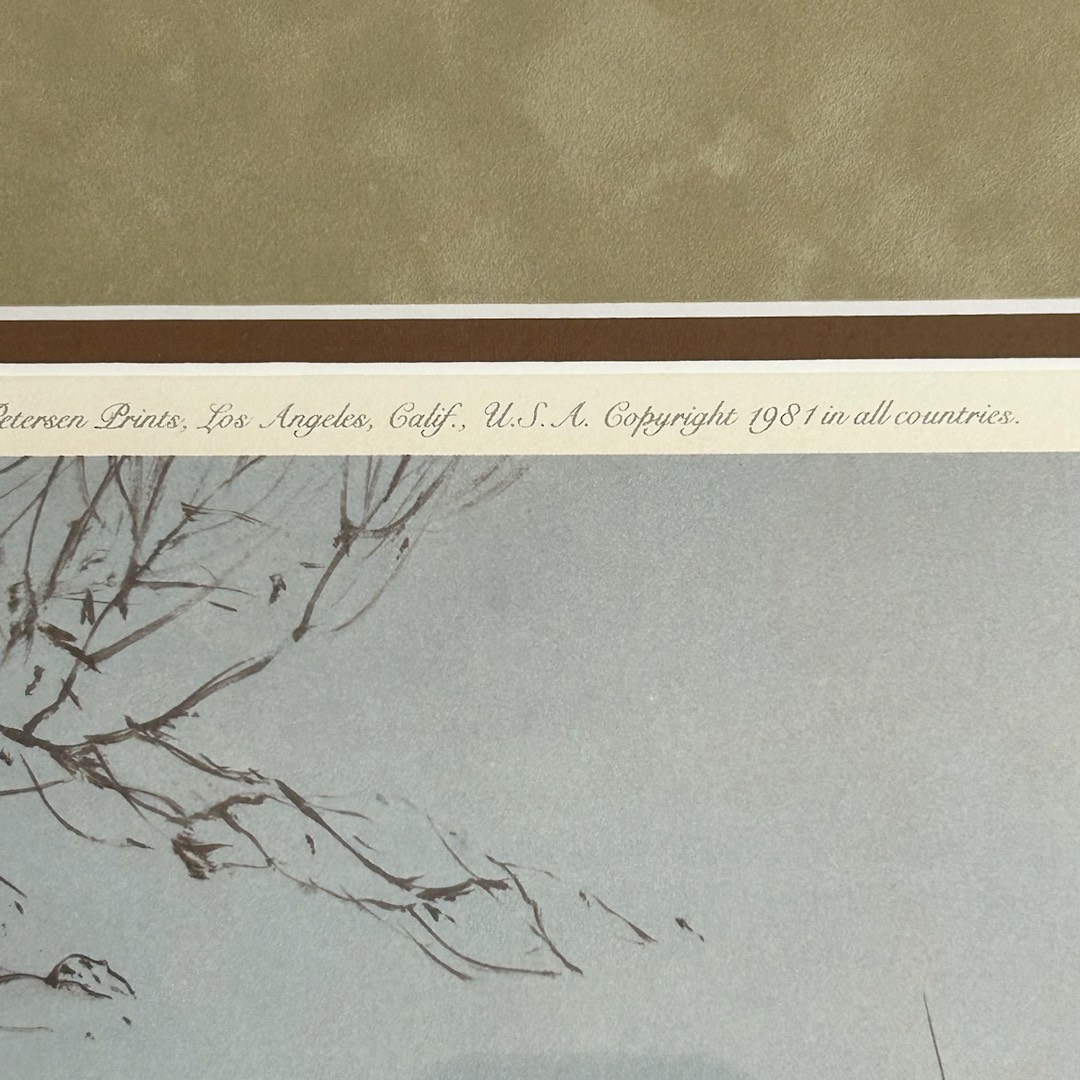 Petersen Prints, Los Angeles, Calif., U.S.A. Copyright 1981 in all countries.